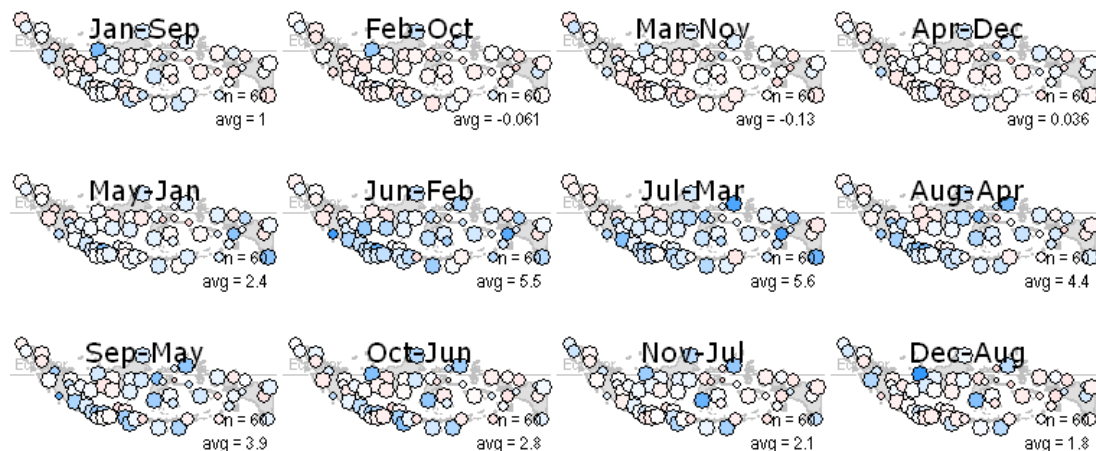 Jan-Sep
Feb-Oct
Mar-Nov
Apr-Dec
n = 60
n = 60
n = 60
n = 60
avg = 1
avg = -0.061
avg = -0.13
avg = 0.036
May-Jan
Jun-Feb
Jul-Mar
Aug-Apr
n = 60
n = 60
n = 60
n = 60
avg = 2.4
avg = 5.5
avg = 5.6
avg = 4.4
Sep-May
Oct-Jun
Nov-Jul
Dec-Aug
n = 60
n = 60
n = 60
n = 60
avg = 3.9
avg = 2.8
avg = 2.1
avg = 1.8